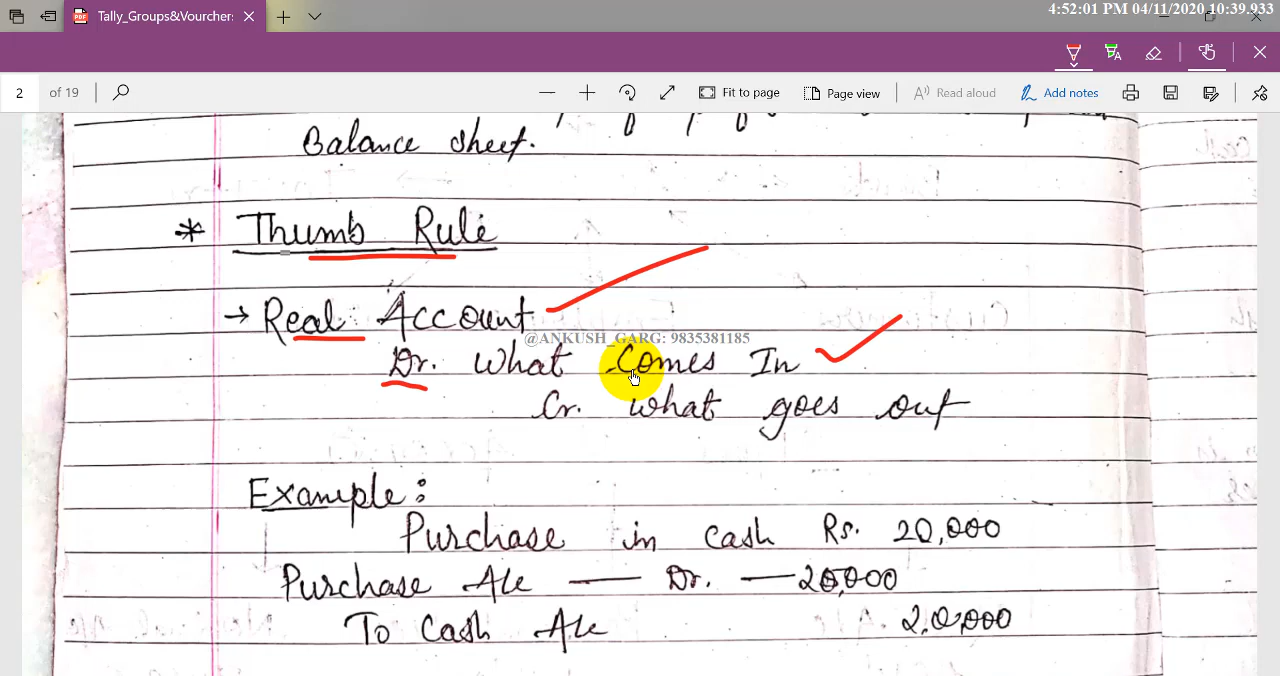 4:52:01 PM 04/11/2020 10:39.933
Tally_Groups&Vourcher
2 of 19
Fit to page
Page view
Read aloud
Add notes
Balance sheet.
* Thumb Rule
→ Real Account
@ANKUSH_GARG: 9835381185
Dr. What Comes In
Cr. what goes out
Example:
Purchase in cash Rs. 20,000
Purchase A/c — Dr. — 20,000
To Cash A/c 20,000